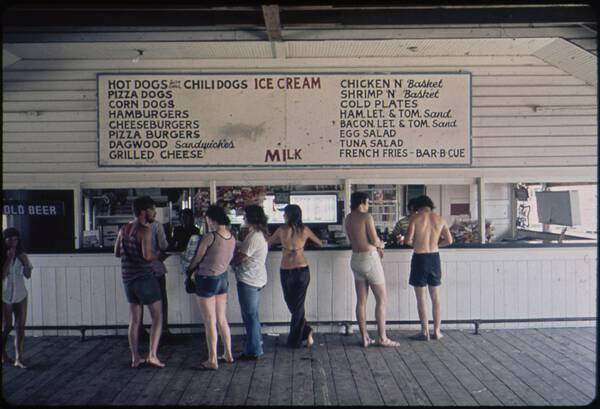 HOT DOGS CHILI DOGS ICE CREAM
PIZZA DOGS
CORN DOGS
HAMBURGERS
CHEESEBURGERS
PIZZA BURGERS
DAGWOOD Sandwiches
GRILLED CHEESE
MILK
CHICKEN N' Basket
SHRIMP 'N' Basket
COLD PLATES
HAM. LET. & TOM. Sand.
BACON. LET. & TOM. Sand
EGG SALAD
TUNA SALAD
FRENCH FRIES - BAR-B CUE
OLD BEER